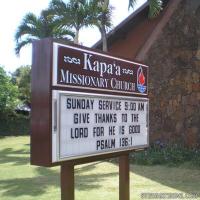 Kapa'a
Missionary Church
SUNDAY SERVICE 9:00 AM
GIVE THANKS TO THE
LORD FOR HE IS GOOD
PSALM 136:1